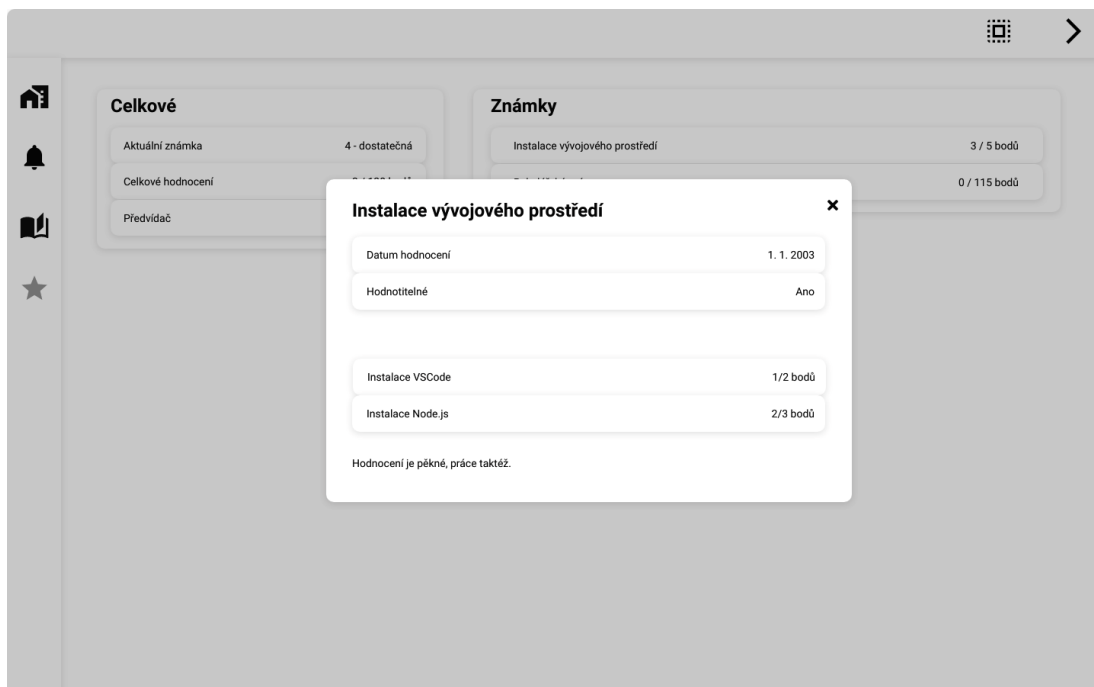 Celkové
Aktuální známka 4 - dostatečná
Celkové hodnocení
Předvídač
Známky
Instalace vývojového prostředí 3 / 5 bodů
0 / 115 bodů
Instalace vývojového prostředí
Datum hodnocení 1. 1. 2003
Hodnotitelné Ano
Instalace VSCode 1/2 bodů
Instalace Node.js 2/3 bodů
Hodnocení je pěkné, práce taktéž.